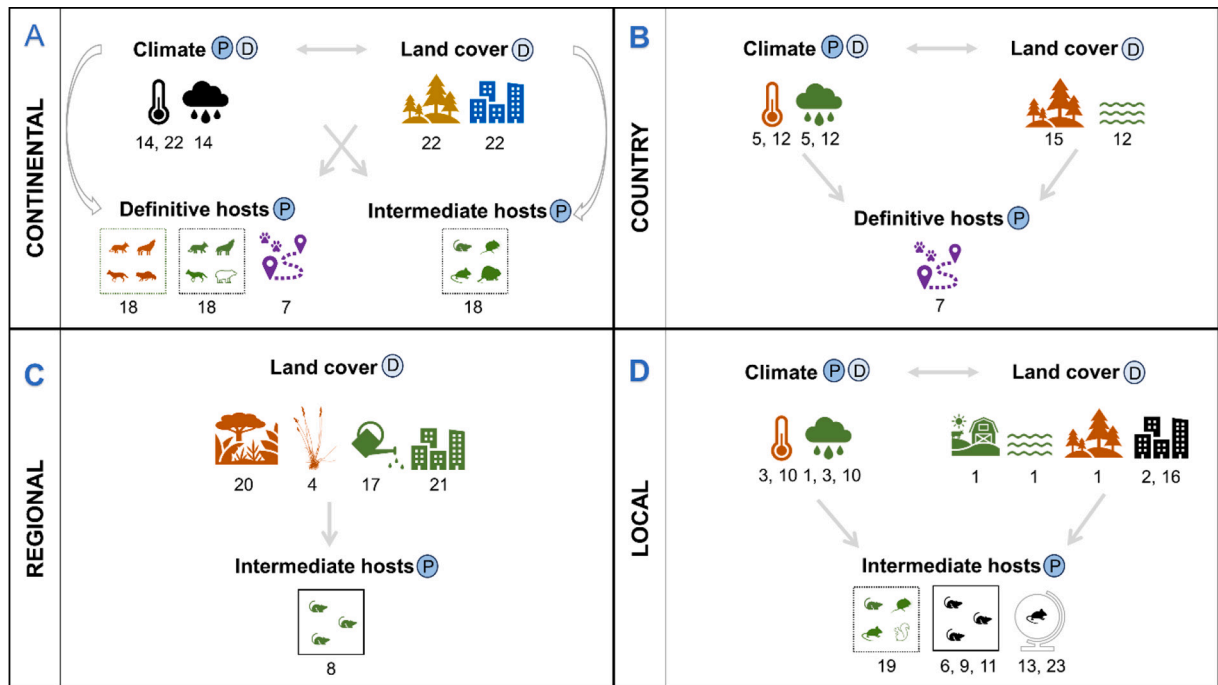 A
CONTINENTAL
Climate P D
Land cover D
14, 22 14
22 22
Definitive hosts P
Intermediate hosts P
18 18 7
18
B
COUNTRY
Climate P D
Land cover D
5, 12 5, 12
15 12
Definitive hosts P
7
C
REGIONAL
Land cover D
20 4 17 21
Intermediate hosts P
8
D
LOCAL
Climate P D
Land cover D
3, 10 1, 3, 10
1 1 1 2, 16
Intermediate hosts P
19 6, 9, 11 13, 23